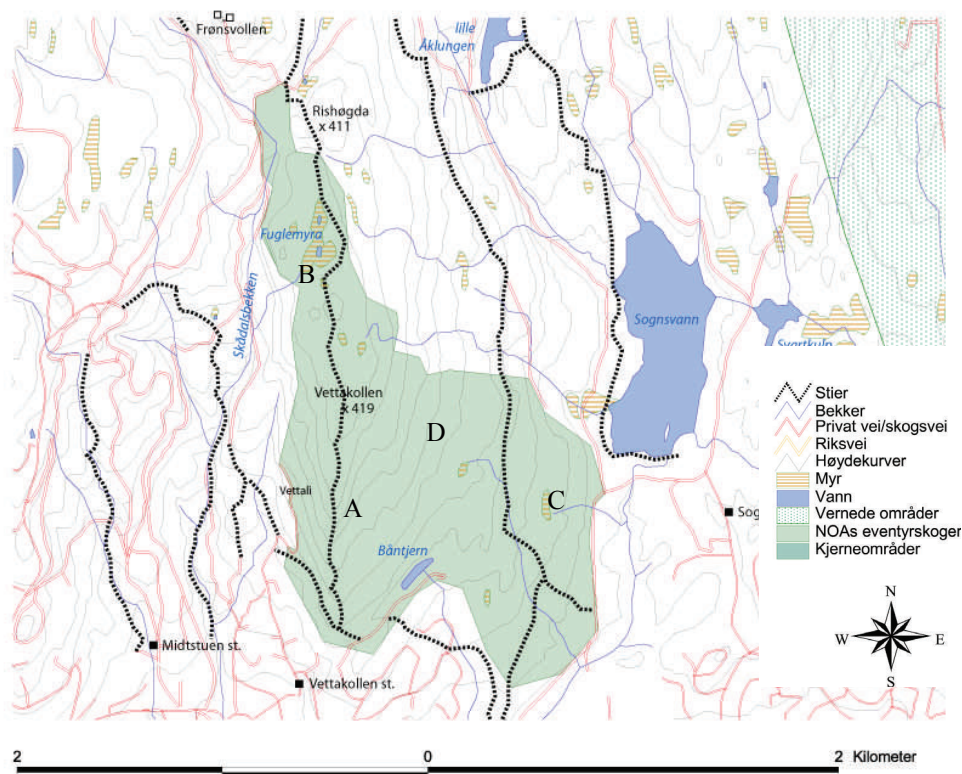 Frønsvollen
lille
Åklungen
Rishøgda
x 411
Fuglemyra
B
Skådalsbekken
Sognsvann
Svartkulp
Vettakollen
x 419
D
Vettali
A
C
Sog
Båntjern
Midtstuen st.
Vettakollen st.
Stier
Bekker
Privat vei/skogsvei
Riksvei
Høydekurver
Myr
Vann
Vernede områder
NOAs eventyrskoger
Kjerneområder
N
W E
S
2 0 2 Kilometer